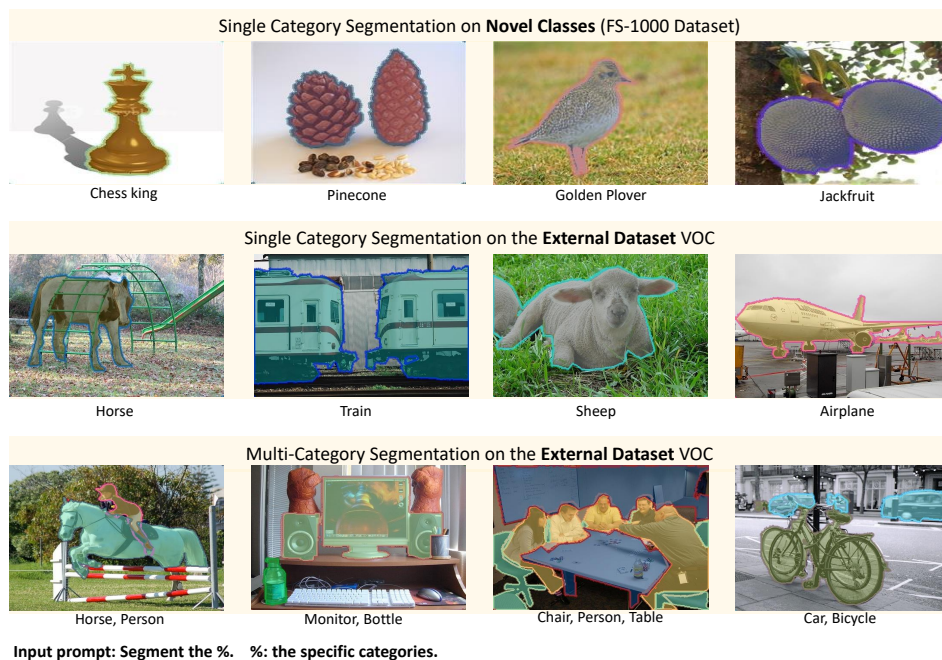 Single Category Segmentation on Novel Classes (FS-1000 Dataset)
Chess king
Pinecone
Golden Plover
Jackfruit
Single Category Segmentation on the External Dataset VOC
Horse
Train
Sheep
Airplane
Multi-Category Segmentation on the External Dataset VOC
Horse, Person
Monitor, Bottle
Chair, Person, Table
Car, Bicycle
Input prompt: Segment the %. %: the specific categories.